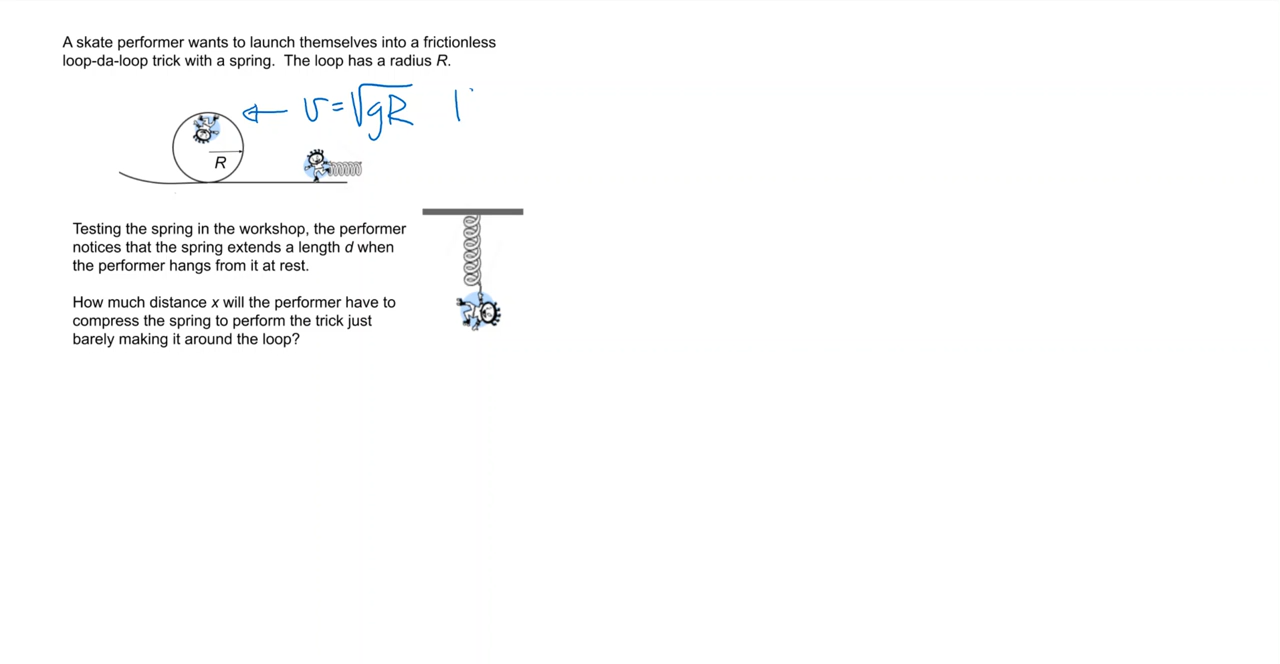 A skate performer wants to launch themselves into a frictionless
loop-da-loop trick with a spring. The loop has a radius R.
v=√gR
R
Testing the spring in the workshop, the performer
notices that the spring extends a length d when
the performer hangs from it at rest.
How much distance x will the performer have to
compress the spring to perform the trick just
barely making it around the loop?